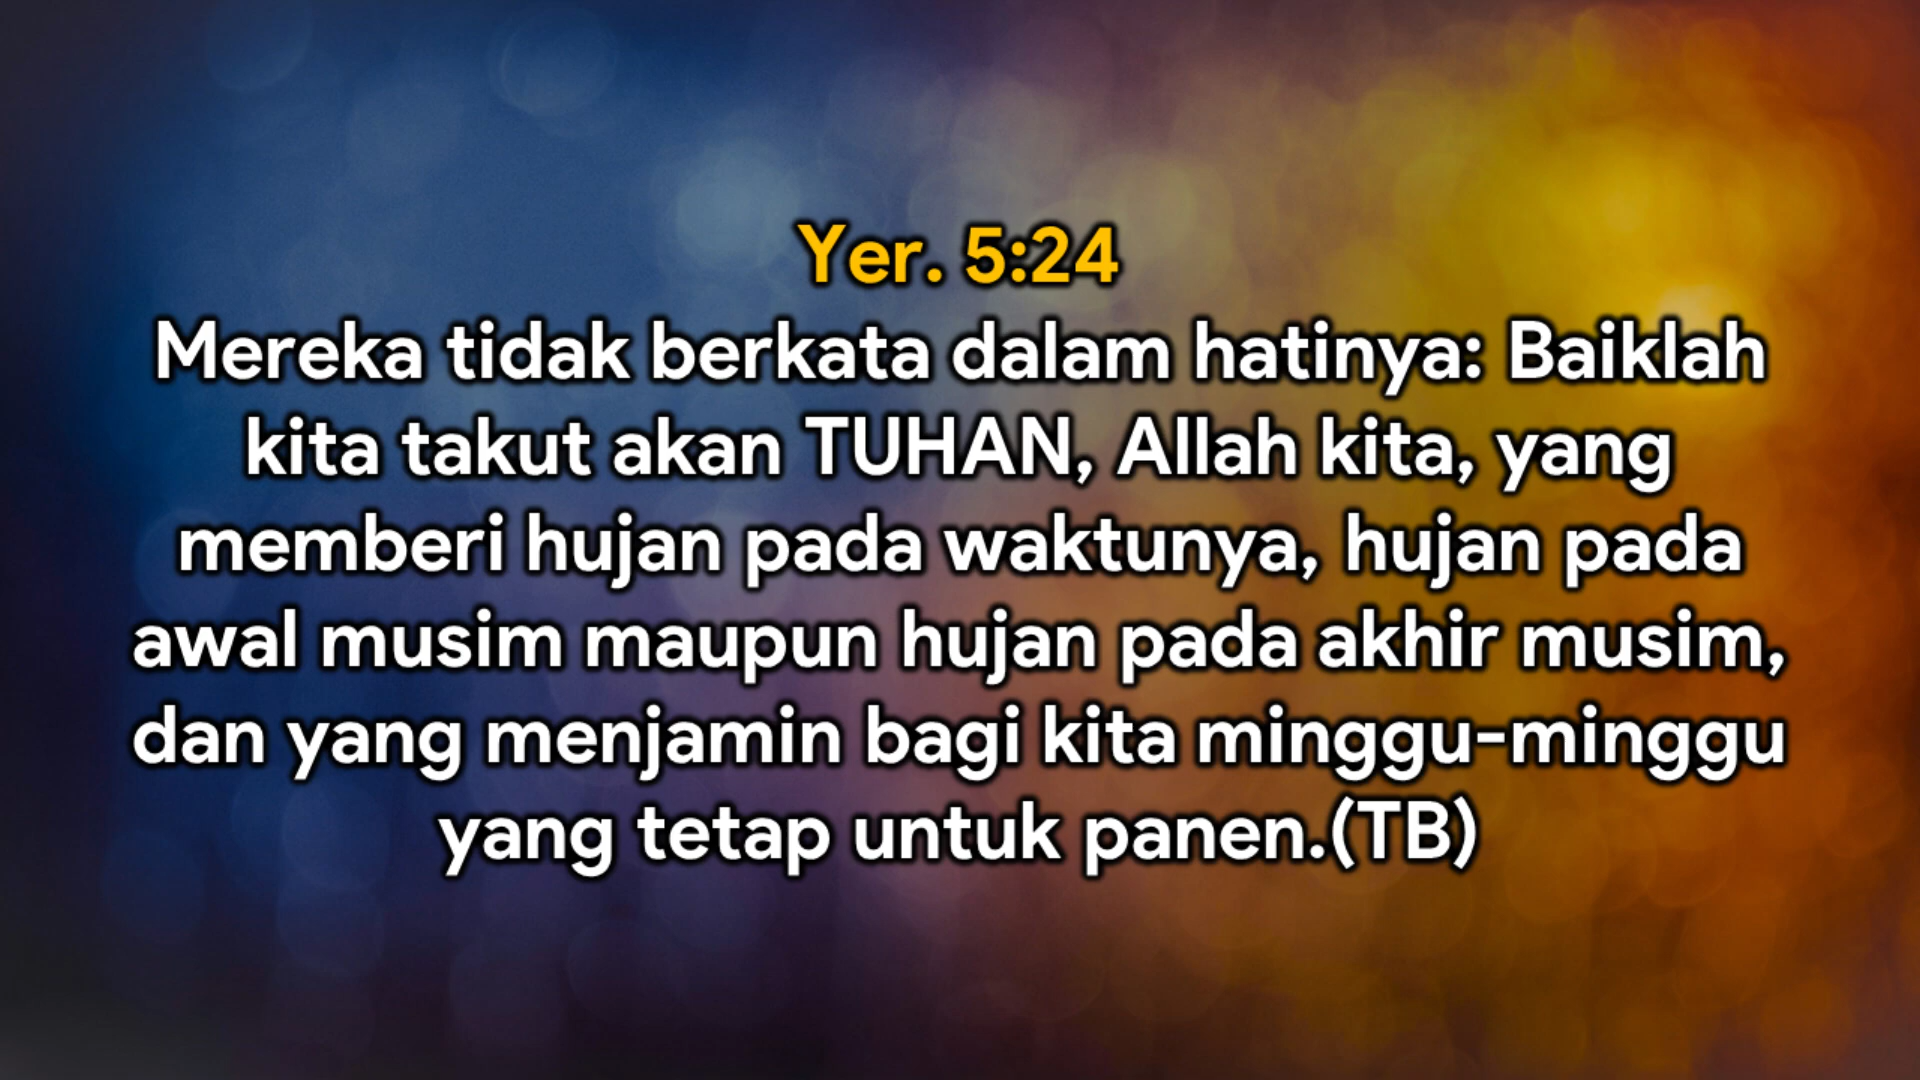 Yer. 5:24
Mereka tidak berkata dalam hatinya: Baiklah
kita takut akan TUHAN, Allah kita, yang
memberi hujan pada waktunya, hujan pada
awal musim maupun hujan pada akhir musim,
dan yang menjamin bagi kita minggu-minggu
yang tetap untuk panen.(TB)